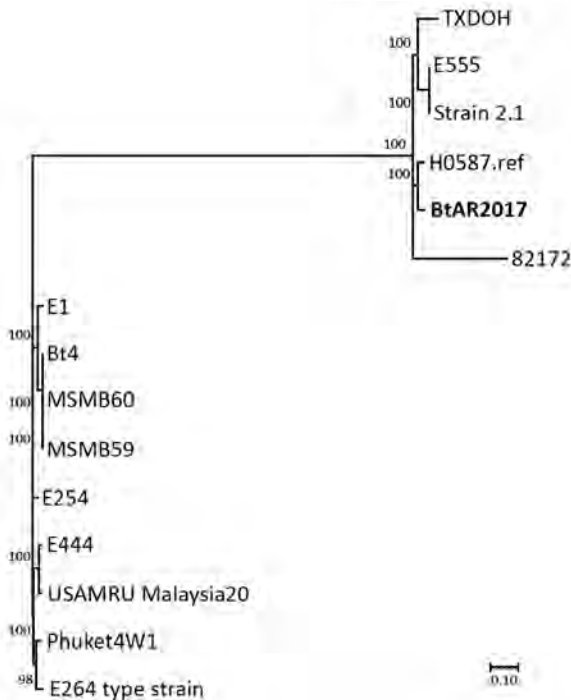 TXDOH
100
E555
100
Strain 2.1
100
H0587.ref
100
BtAR2017
82172
E1
100
Bt4
100
MSMB60
100
MSMB59
E254
E444
100
USAMRU Malaysia20
100
Phuket4W1
98
E264 type strain
0.10